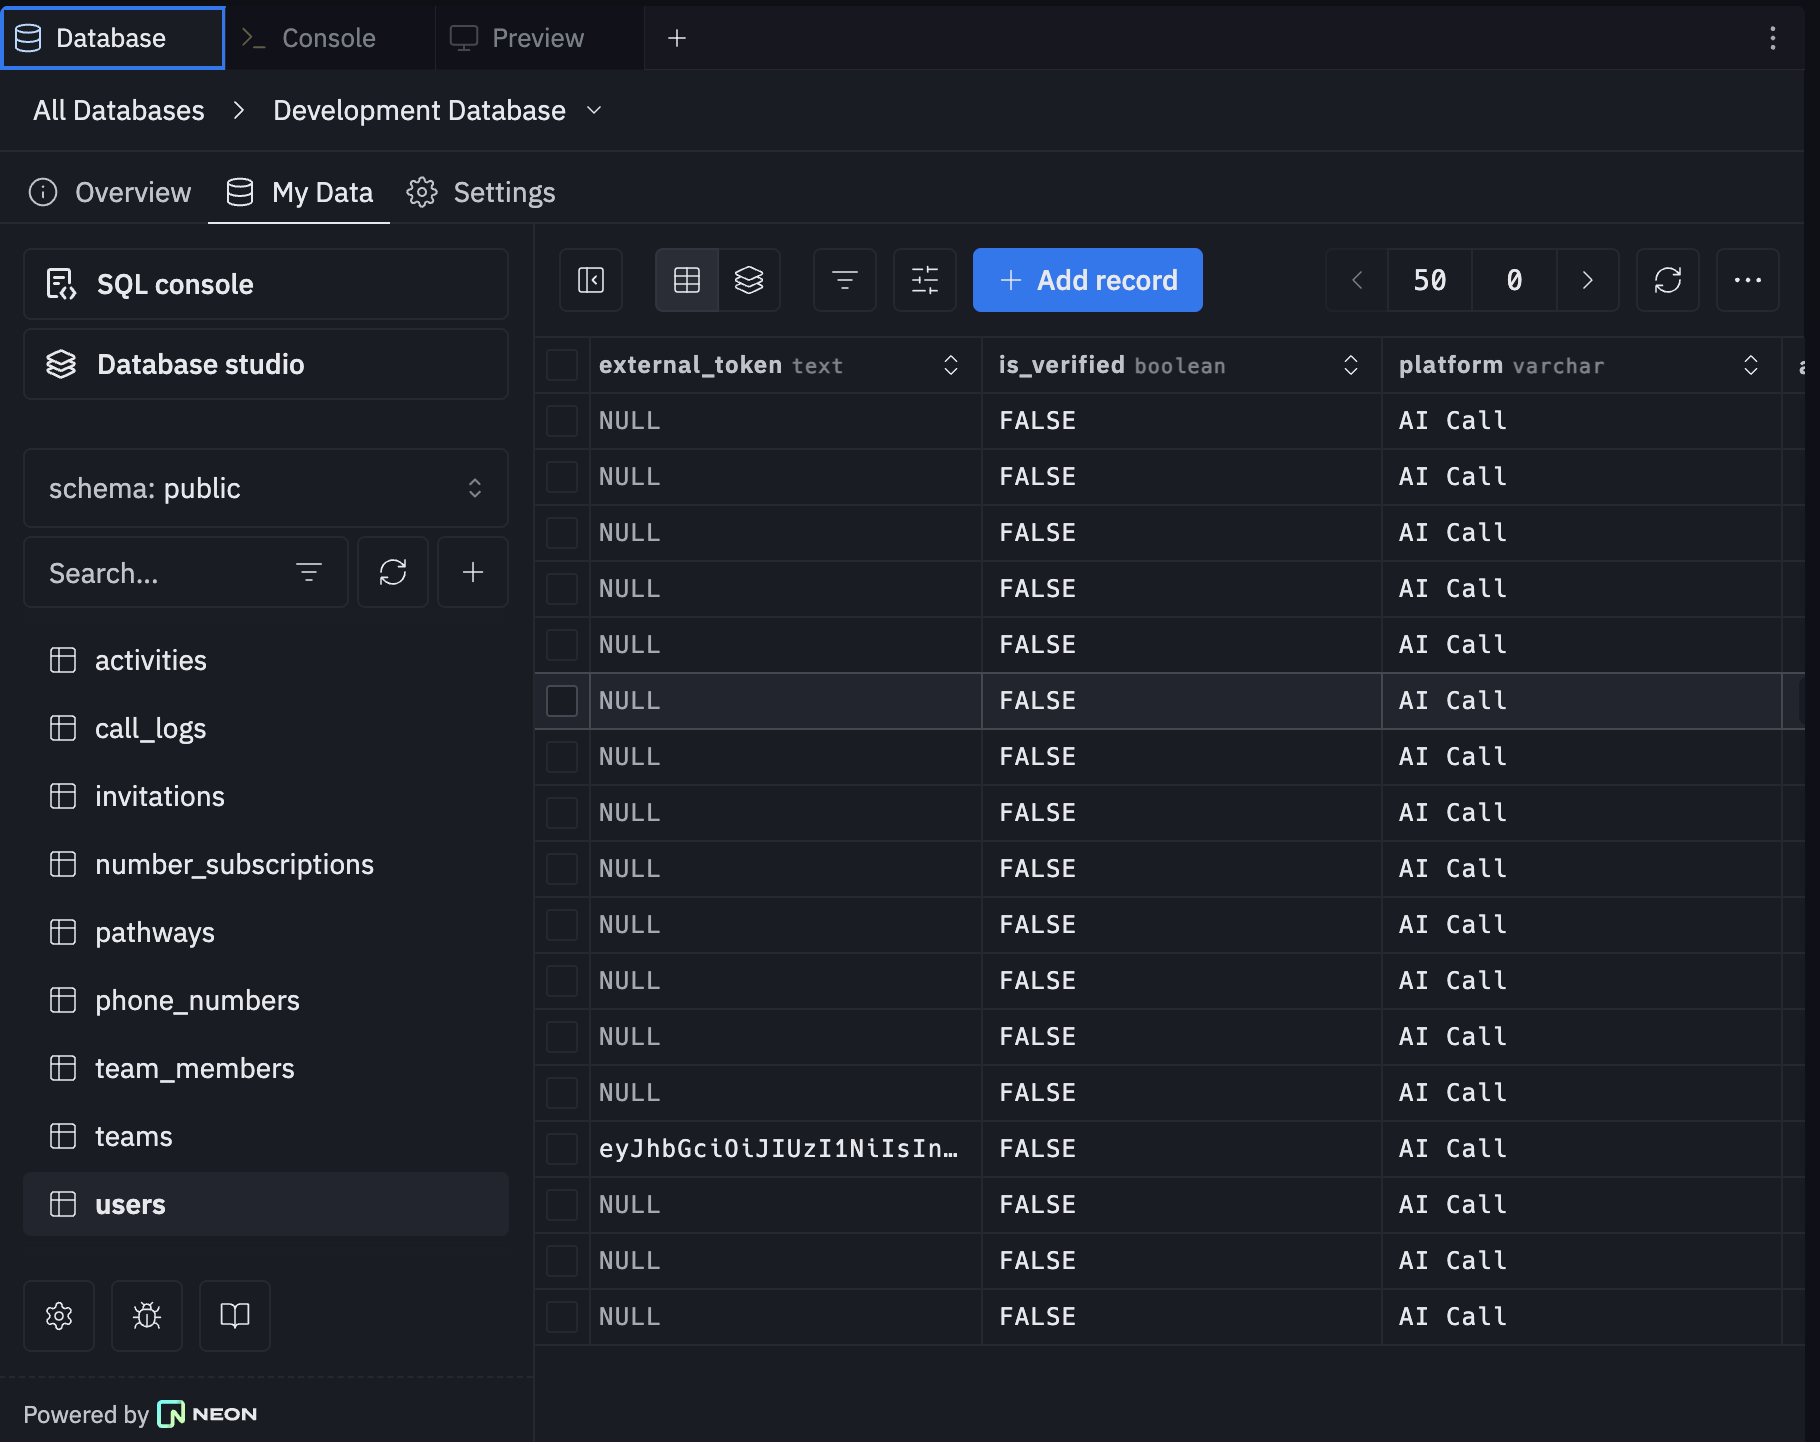 Database
Console
Preview
All Databases > Development Database
Overview
My Data
Settings
SQL console
Database studio
schema: public
Search...
activities
call_logs
invitations
number_subscriptions
pathways
phone_numbers
team_members
teams
users
Powered by NEON
+ Add record
50
0
external_token text is_verified boolean platform varchar
NULL FALSE AI Call
NULL FALSE AI Call
NULL FALSE AI Call
NULL FALSE AI Call
NULL FALSE AI Call
NULL FALSE AI Call
NULL FALSE AI Call
NULL FALSE AI Call
NULL FALSE AI Call
NULL FALSE AI Call
NULL FALSE AI Call
NULL FALSE AI Call
NULL FALSE AI Call
eyJhbGciOiJIUzI1NiIsIn… FALSE AI Call
NULL FALSE AI Call
NULL FALSE AI Call
NULL FALSE AI Call